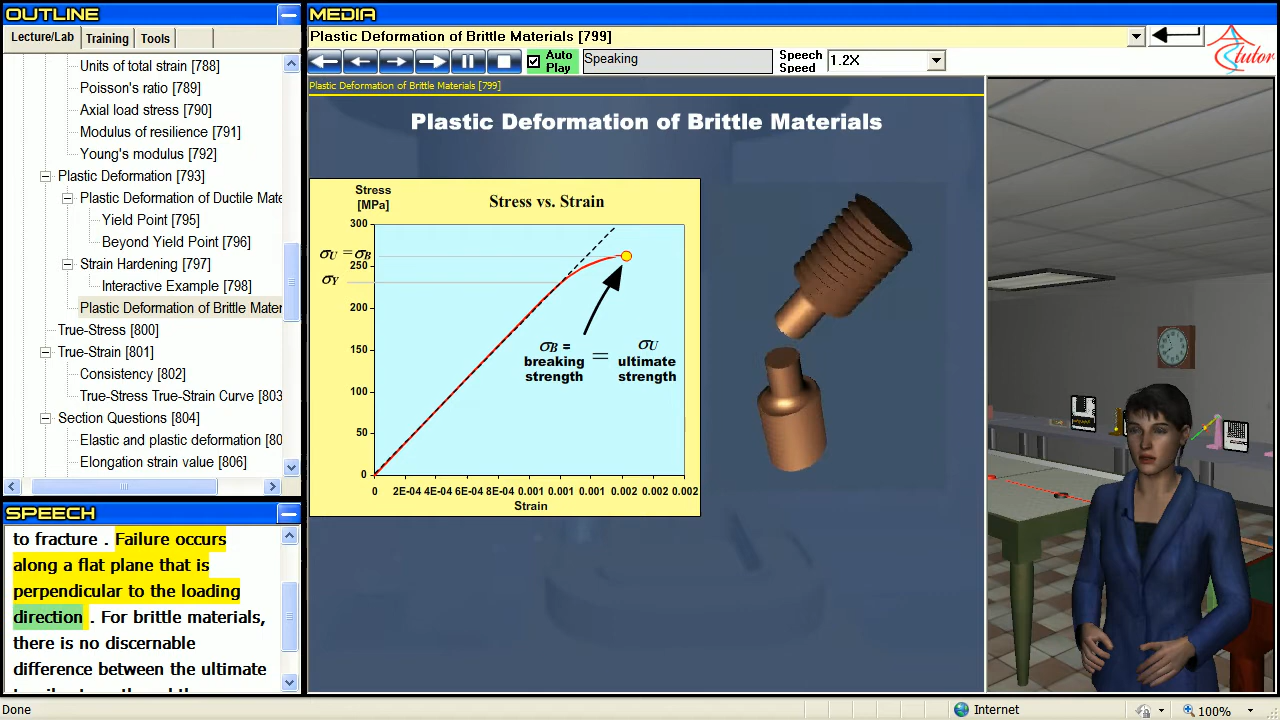 OUTLINE
Lecture/Lab Training Tools
Units of total strain [788]
Poisson's ratio [789]
Axial load stress [790]
Modulus of resilience [791]
Young's modulus [792]
Plastic Deformation [793]
Plastic Deformation of Ductile Mate
Yield Point [795]
Beyond Yield Point [796]
Strain Hardening [797]
Interactive Example [798]
Plastic Deformation of Brittle Mater
True-Stress [800]
True-Strain [801]
Consistency [802]
True-Stress True-Strain Curve [803
Section Questions [804]
Elastic and plastic deformation [80
Elongation strain value [806]
SPEECH
to fracture . Failure occurs
along a flat plane that is
perpendicular to the loading
direction . For brittle materials,
there is no discernable
difference between the ultimate
MEDIA
Plastic Deformation of Brittle Materials [799]
Auto
Play
Speaking
Speech
Speed
1.2X
tutor
Plastic Deformation of Brittle Materials [799]
Plastic Deformation of Brittle Materials
Stress
[MPa]
Stress vs. Strain
300
σU = σB
250
σY
200
150
100
50
0
σB =
breaking
strength
=
σU
ultimate
strength
0 2E-04 4E-04 6E-04 8E-04 0.001 0.001 0.001 0.002 0.002 0.002
Strain
Done
Internet
100%